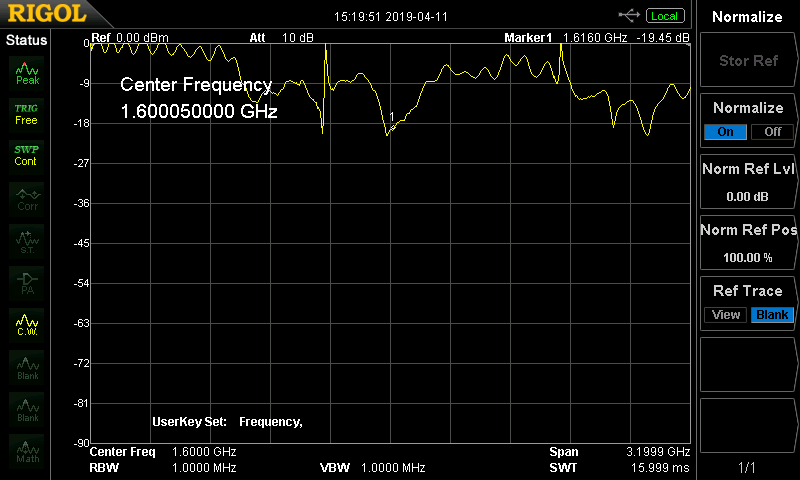 RIGOL
15:19:51 2019-04-11
Local
Normalize
Status
Ref 0.00 dBm Att 10 dB Marker1 1.6160 GHz -19.45 dB
0
-9
-18
-27
-36
-45
-54
-63
-72
-81
-90
Center Frequency
1.600050000 GHz
1
Peak
TRIG
Free
SWP
Cont
Corr
S.T.
PA
C.W.
Blank
Blank
Math
UserKey Set: Frequency,
Center Freq 1.6000 GHz Span 3.1999 GHz
RBW 1.0000 MHz VBW 1.0000 MHz SWT 15.999 ms
Stor Ref
Normalize
On Off
Norm Ref Lvl
0.00 dB
Norm Ref Pos
100.00 %
Ref Trace
View Blank
1/1